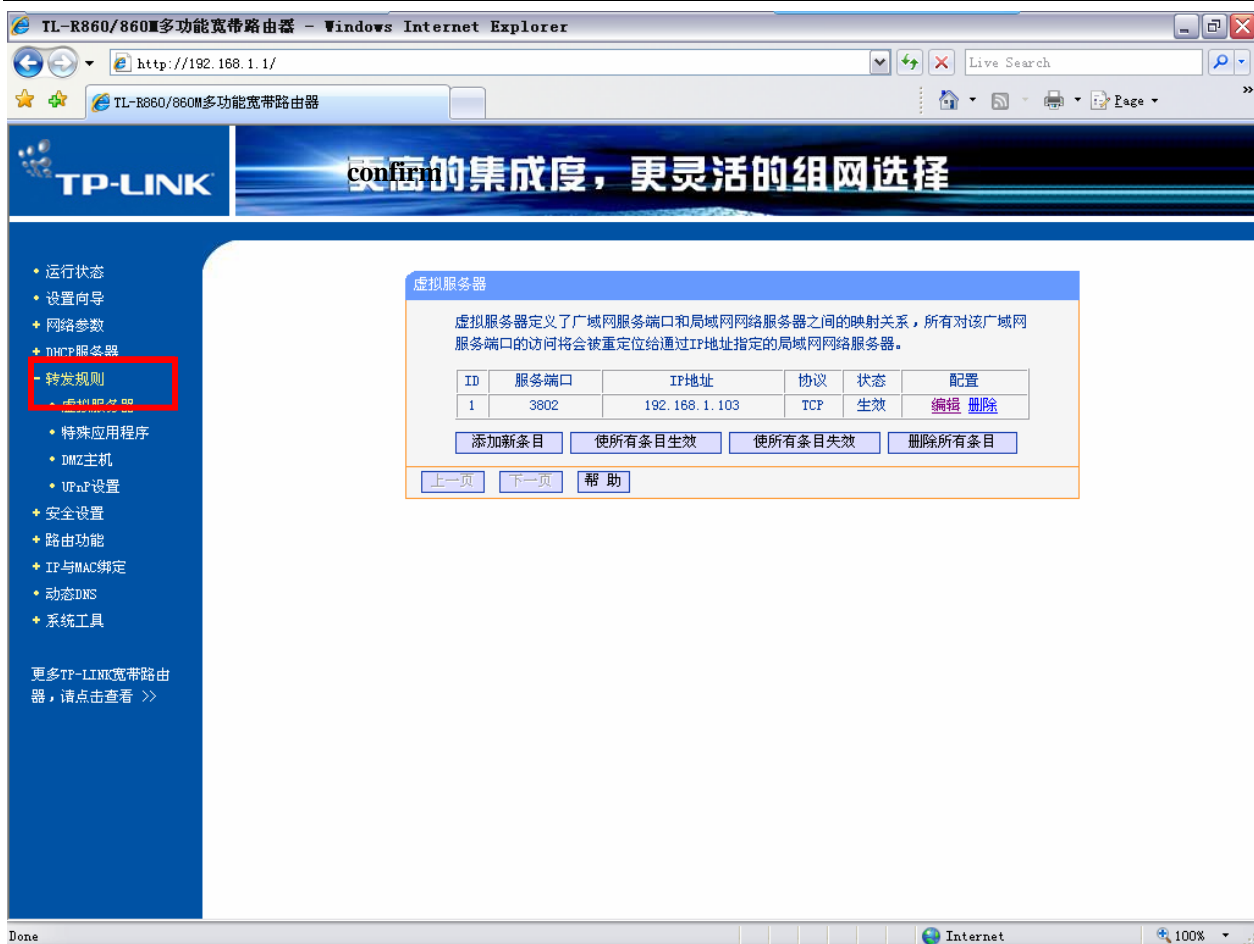 TL-R860/860M多功能宽带路由器 - Windows Internet Explorer
http://192.168.1.1/
Live Search
TL-R860/860M多功能宽带路由器
Page
TP-LINK
confirm
更高的集成度，更灵活的组网选择
• 运行状态
• 设置向导
+ 网络参数
+ DHCP服务器
- 转发规则
• 虚拟服务器
• 特殊应用程序
• DMZ主机
• UPnP设置
+ 安全设置
+ 路由功能
+ IP与MAC绑定
• 动态DNS
+ 系统工具
更多TP-LINK宽带路由
器，请点击查看 >>
虚拟服务器
虚拟服务器定义了广域网服务端口和局域网网络服务器之间的映射关系，所有对该广域网
服务端口的访问将会被重定位给通过IP地址指定的局域网网络服务器。
ID 服务端口 IP地址 协议 状态 配置
1 3802 192.168.1.103 TCP 生效 编辑 删除
添加新条目 使所有条目生效 使所有条目失效 删除所有条目
上一页 下一页 帮 助
Done
Internet
100%